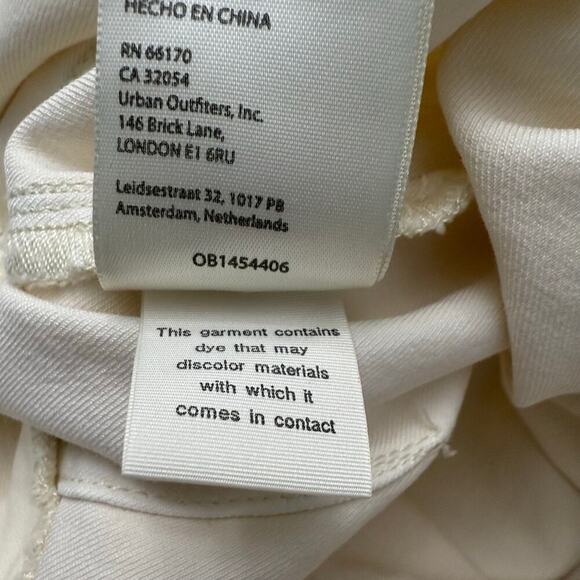 HECHO EN CHINA
RN 66170
CA 32054
Urban Outfiters, Inc.
146 Brick Lane,
LONDON E1 6RU
Leidsestraat 32, 1017 PB
Amsterdam, Netherlands
OB1454406
This garment contains
dye that may
discolor materials
with which it
comes in contact